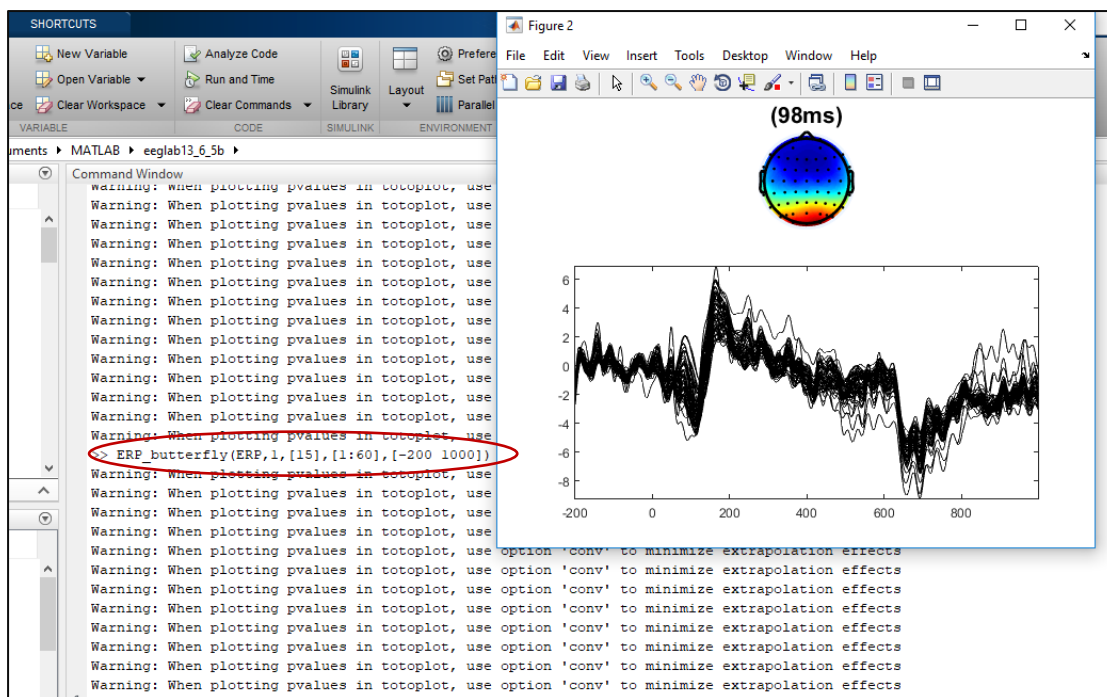 SHORTCUTS
New Variable
Analyze Code
Prefere
Open Variable
Run and Time
Set Pat
Clear Workspace
Clear Commands
Simulink Library
Layout
Parallel
VARIABLE
CODE
SIMULINK
ENVIRONMENT
uments ▸ MATLAB ▸ eeglab13_6_5b ▸
Command Window
Warning: When plotting pvalues in totoplot, use
Warning: When plotting pvalues in totoplot, use
Warning: When plotting pvalues in totoplot, use
Warning: When plotting pvalues in totoplot, use
Warning: When plotting pvalues in totoplot, use
Warning: When plotting pvalues in totoplot, use
Warning: When plotting pvalues in totoplot, use
Warning: When plotting pvalues in totoplot, use
Warning: When plotting pvalues in totoplot, use
Warning: When plotting pvalues in totoplot, use
Warning: When plotting pvalues in totoplot, use
Warning: When plotting pvalues in totoplot, use
Warning: When plotting pvalues in totoplot, use
Warning: When plotting pvalues in totoplot, use
>> ERP_butterfly(ERP,1,[15],[1:60],[-200 1000])
Warning: When plotting pvalues in totoplot, use
Warning: When plotting pvalues in totoplot, use
Warning: When plotting pvalues in totoplot, use
Warning: When plotting pvalues in totoplot, use
Warning: When plotting pvalues in totoplot, use option 'conv' to minimize extrapolation effects
Warning: When plotting pvalues in totoplot, use option 'conv' to minimize extrapolation effects
Warning: When plotting pvalues in totoplot, use option 'conv' to minimize extrapolation effects
Warning: When plotting pvalues in totoplot, use option 'conv' to minimize extrapolation effects
Warning: When plotting pvalues in totoplot, use option 'conv' to minimize extrapolation effects
Warning: When plotting pvalues in totoplot, use option 'conv' to minimize extrapolation effects
Warning: When plotting pvalues in totoplot, use option 'conv' to minimize extrapolation effects
Warning: When plotting pvalues in totoplot, use option 'conv' to minimize extrapolation effects
Figure 2
File Edit View Insert Tools Desktop Window Help
(98ms)
6
4
2
0
-2
-4
-6
-8
-200 0 200 400 600 800